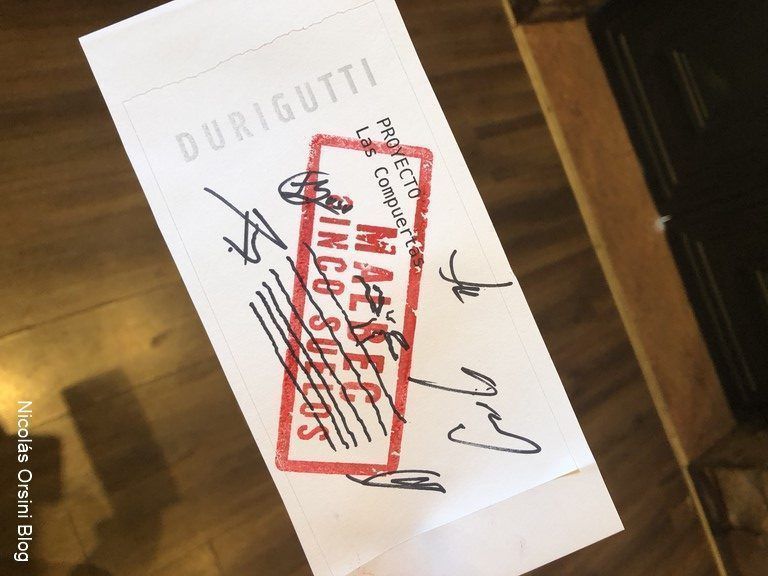 DURIGUTTI
PROYECTO
Las Compuertas
MALBEC
CINCO SUELOS
Nicolás Orsini Blog